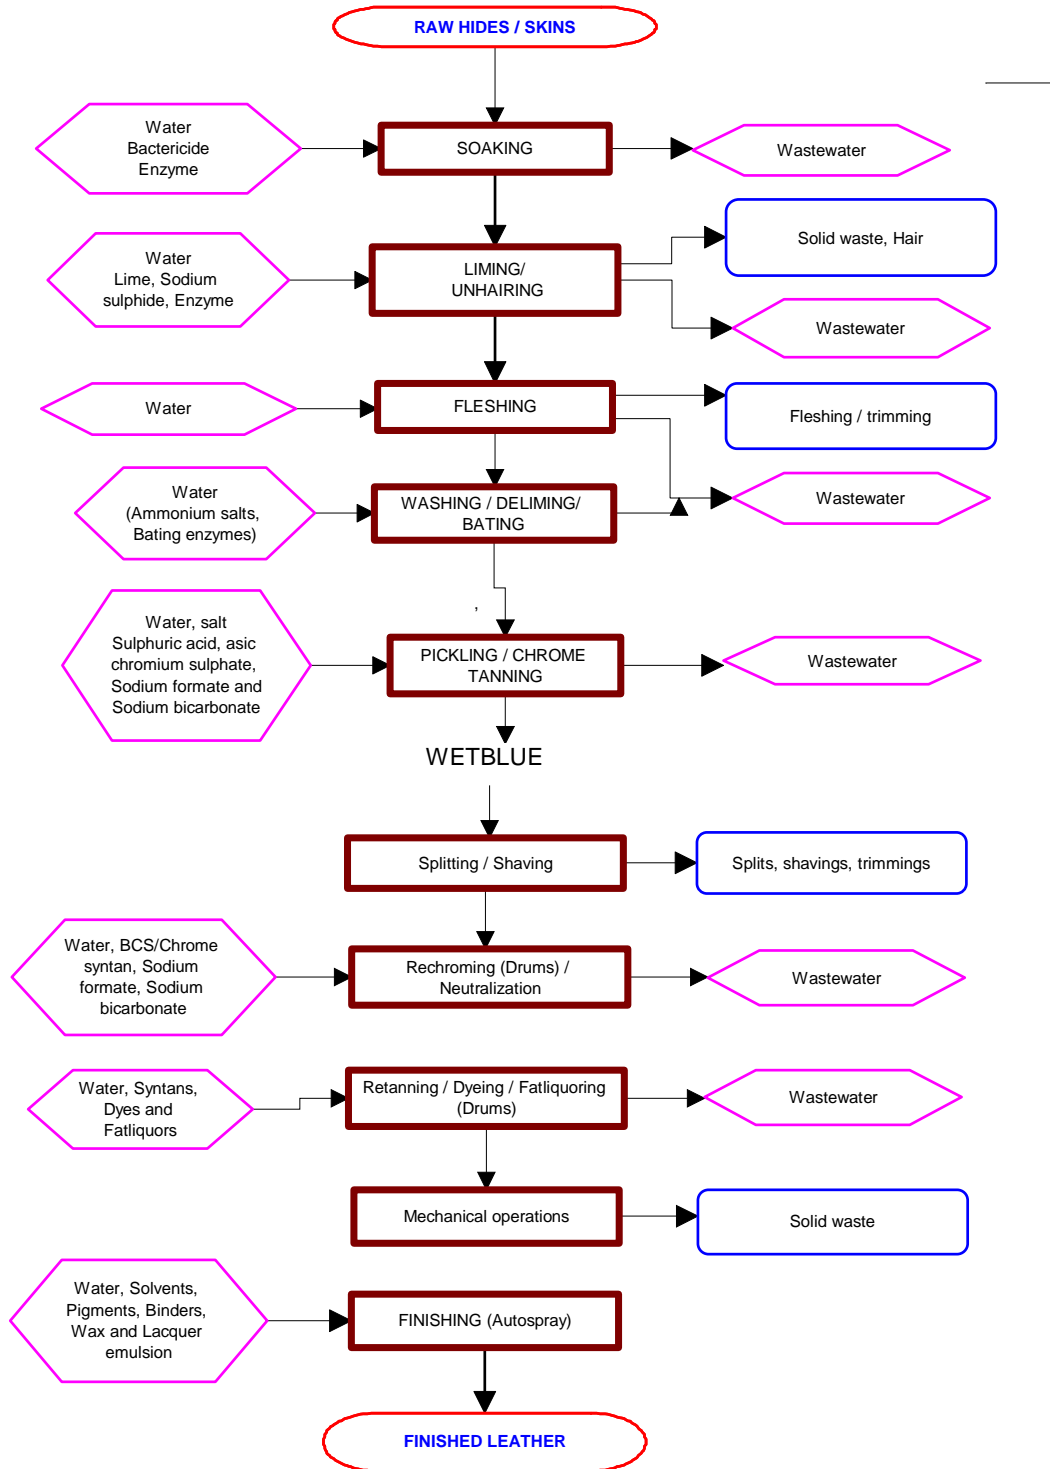 RAW HIDES / SKINS
Water
Bactericide
Enzyme
SOAKING
Wastewater
Water
Lime, Sodium
sulphide, Enzyme
LIMING/
UNHAIRING
Solid waste, Hair
Wastewater
Water
FLESHING
Fleshing / trimming
Water
(Ammonium salts,
Bating enzymes)
WASHING / DELIMING/
BATING
Wastewater
,
Water, salt
Sulphuric acid, asic
chromium sulphate,
Sodium formate and
Sodium bicarbonate
PICKLING / CHROME
TANNING
Wastewater
WETBLUE
Splitting / Shaving
Splits, shavings, trimmings
Water, BCS/Chrome
syntan, Sodium
formate, Sodium
bicarbonate
Rechroming (Drums) /
Neutralization
Wastewater
Water, Syntans,
Dyes and
Fatliquors
Retanning / Dyeing / Fatliquoring
(Drums)
Wastewater
Mechanical operations
Solid waste
Water, Solvents,
Pigments, Binders,
Wax and Lacquer
emulsion
FINISHING (Autospray)
FINISHED LEATHER